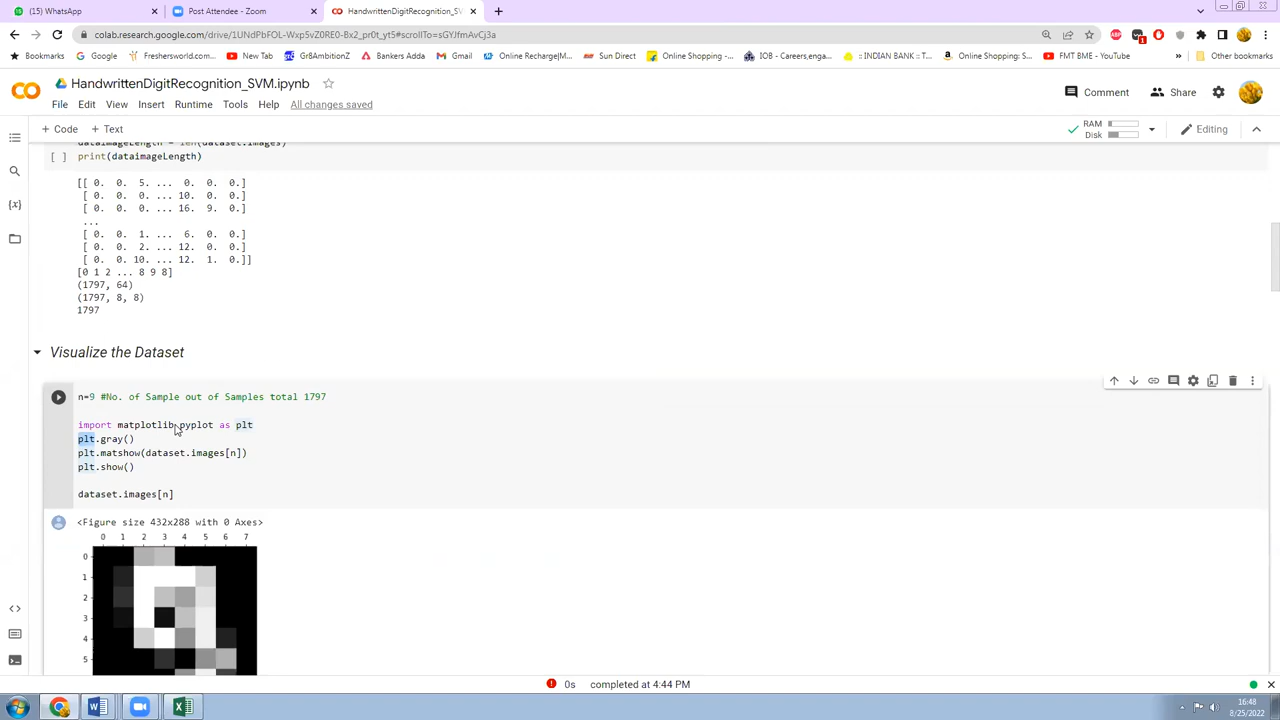 (15) WhatsApp
Post Attendee - Zoom
HandwrittenDigitRecognition_SV
colab.research.google.com/drive/1UNdPbFOL-Wxp5vZ0RE0-Bx2_pr0t_yt5#scrollTo=sGYJfmAvCj3a
Bookmarks
Gmail
Freshersworld.com...
New Tab
Gr8AmbitionZ
Bankers Adda
Maps
Online Recharge|M...
Sun Direct
Online Shopping -...
IOB - Careers,enga...
:: INDIAN BANK :: T...
Online Shopping: S...
FMT BME - YouTube
Other bookmarks
HandwrittenDigitRecognition_SVM.ipynb
File Edit View Insert Runtime Tools Help All changes saved
Comment
Share
+ Code + Text
RAM
Disk
Editing
dataimageLength = len(dataset.images)
[ ] print(dataimageLength)
[[ 0. 0. 5. ... 0. 0. 0.]
[ 0. 0. 0. ... 10. 0. 0.]
[ 0. 0. 0. ... 16. 9. 0.]
...
[ 0. 0. 1. ... 6. 0. 0.]
[ 0. 0. 2. ... 12. 0. 0.]
[ 0. 0. 10. ... 12. 1. 0.]]
[0 1 2 ... 8 9 8]
(1797, 64)
(1797, 8, 8)
1797
Visualize the Dataset
n=9 #No. of Sample out of Samples total 1797
import matplotlib.pyplot as plt
plt.gray()
plt.matshow(dataset.images[n])
plt.show()
dataset.images[n]
<Figure size 432x288 with 0 Axes>
0 1 2 3 4 5 6 7
0
1
2
3
4
5
0s completed at 4:44 PM
16:48
8/25/2022